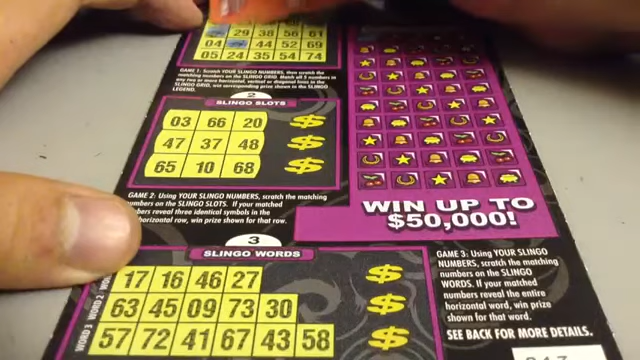 29 38 56 61
04 44 52 69
05 24 35 54 74
GAME 1: Scratch YOUR SLINGO NUMBERS, then scratch the
matching numbers on the SLINGO GRID. Match all 5 numbers in
any two or more horizontal, vertical or diagonal lines in the
SLINGO GRID, win corresponding prize shown in the SLINGO
LEGEND.
2
SLINGO SLOTS
03 66 20 $
47 37 48 $
65 10 68 $
GAME 2: Using YOUR SLINGO NUMBERS, scratch the matching
numbers on the SLINGO SLOTS. If your matched
numbers reveal three identical symbols in the
horizontal row, win prize shown for that row.
WIN UP TO
$50,000!
3
SLINGO WORDS
17 16 46 27 $
WORD 2 63 45 09 73 30 $
WORD 3 57 72 41 67 43 58 $
GAME 3: Using YOUR SLINGO
NUMBERS, scratch the matching
numbers on the SLINGO
WORDS. If your matched
numbers reveal the entire
horizontal word, win prize
shown for that word.
SEE BACK FOR MORE DETAILS.